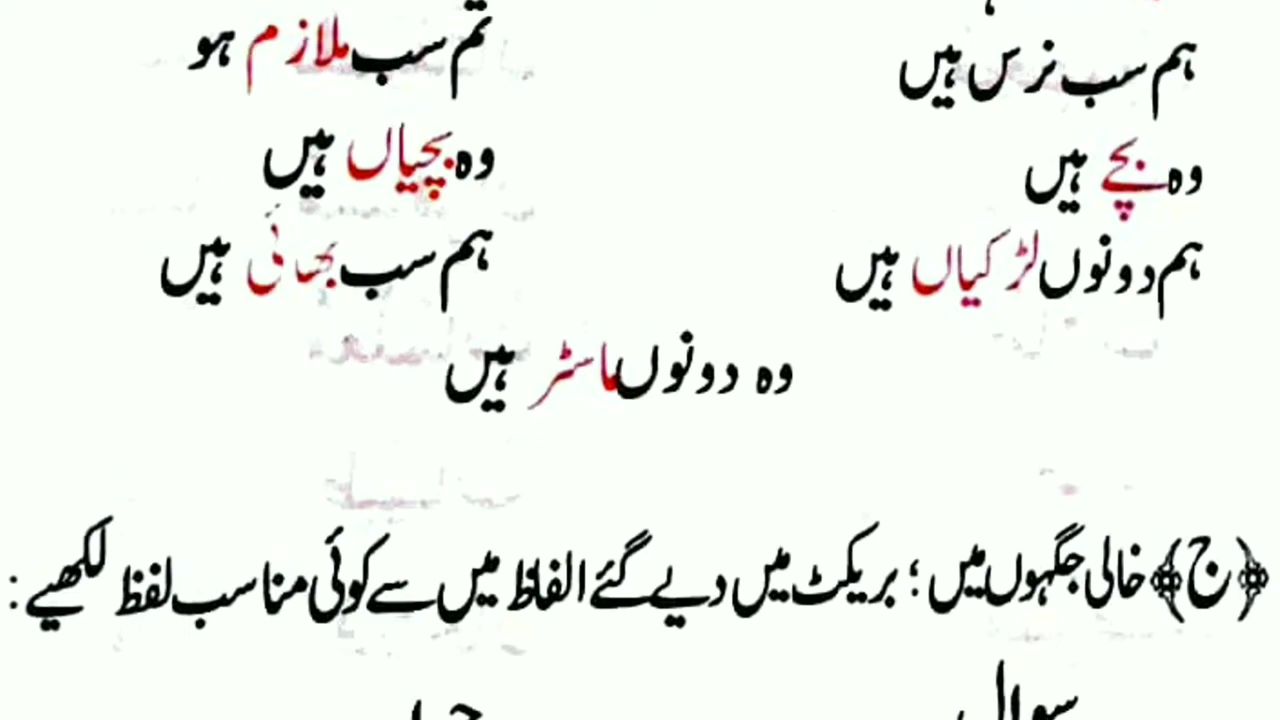 ہم سب نرس ہیں تم سب ملازم ہو
وہ بچے ہیں وہ بچیاں ہیں
ہم دونوں لڑکیاں ہیں ہم سب بھائی ہیں
وہ دونوں ماسٹر ہیں
﴿ج﴾ خالی جگہوں میں ؛ بریکٹ میں دیے گئے الفاظ میں سے کوئی مناسب لفظ لکھیے :
سوال